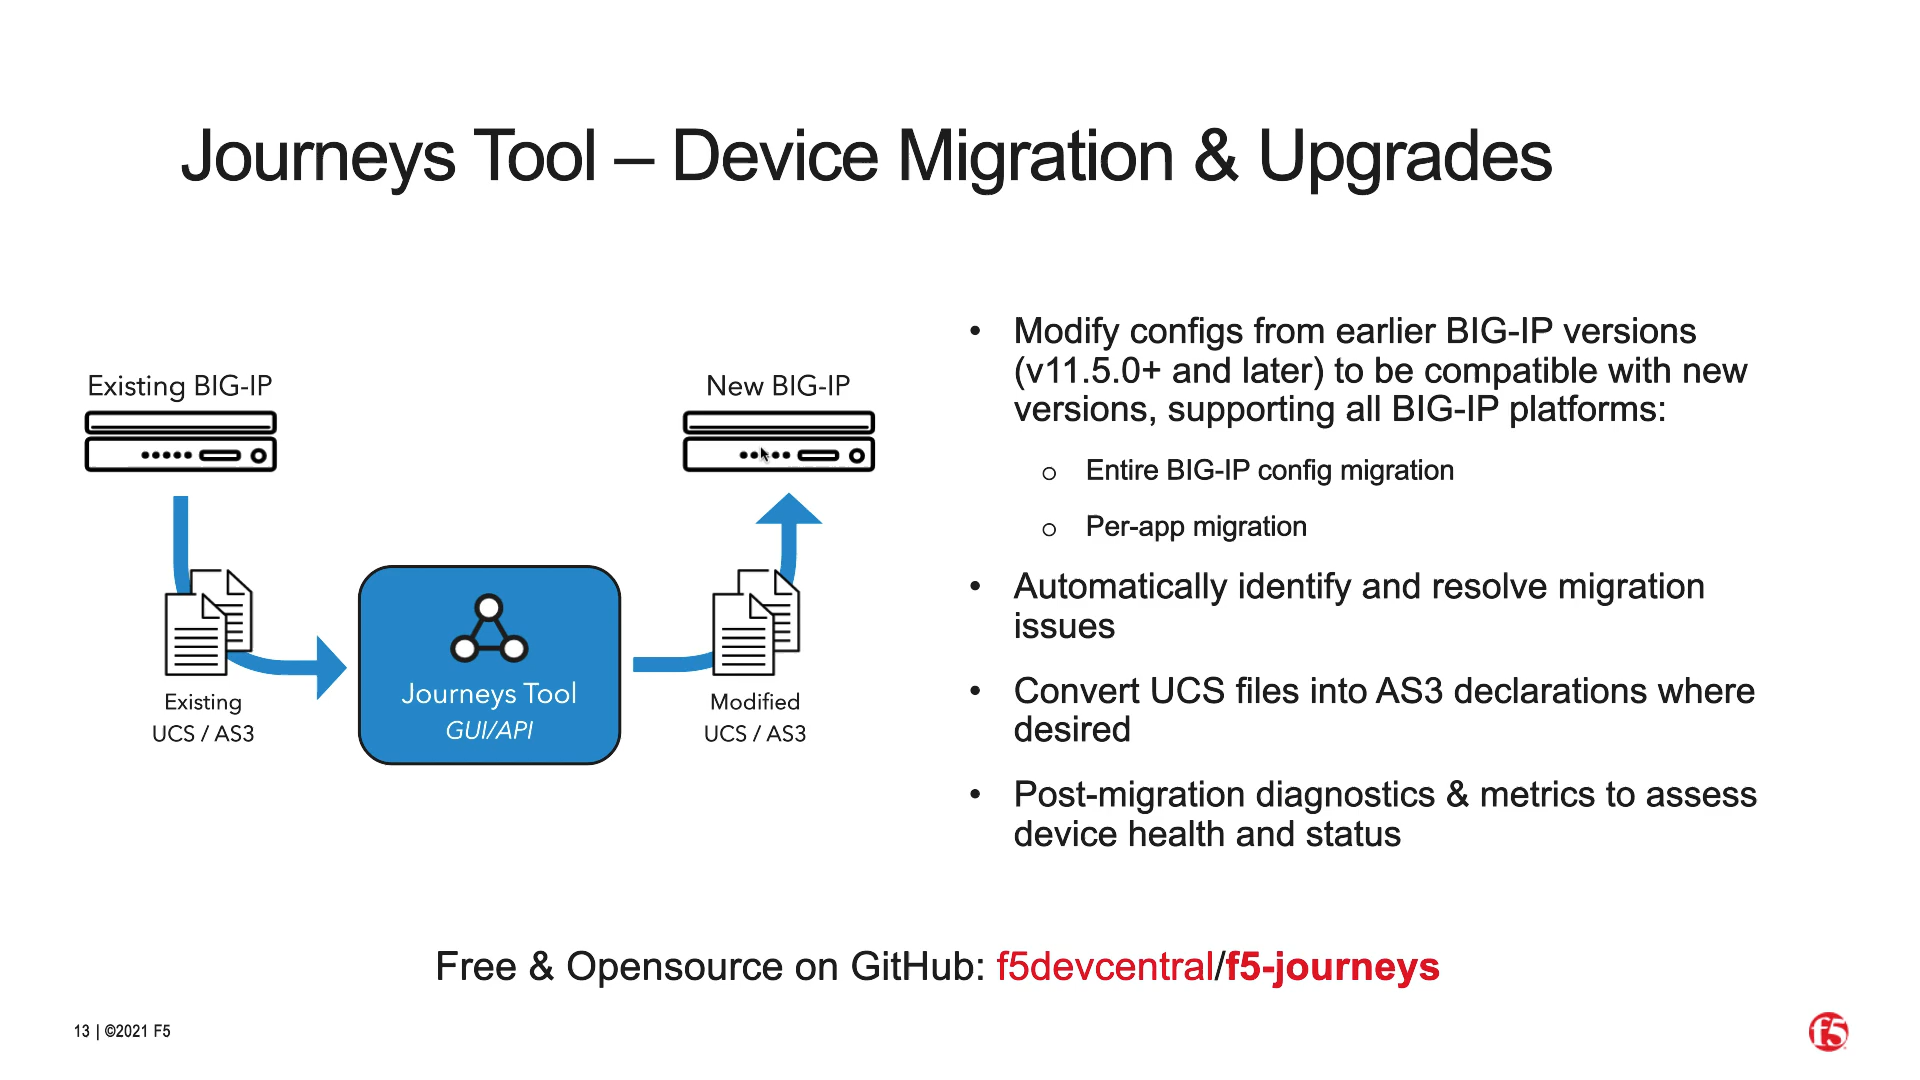 Journeys Tool – Device Migration & Upgrades
Existing BIG-IP
New BIG-IP
Existing
UCS / AS3
Journeys Tool
GUI/API
Modified
UCS / AS3
• Modify configs from earlier BIG-IP versions
(v11.5.0+ and later) to be compatible with new
versions, supporting all BIG-IP platforms:
o Entire BIG-IP config migration
o Per-app migration
• Automatically identify and resolve migration
issues
• Convert UCS files into AS3 declarations where
desired
• Post-migration diagnostics & metrics to assess
device health and status
Free & Opensource on GitHub: f5devcentral/f5-journeys
13 | ©2021 F5
f5